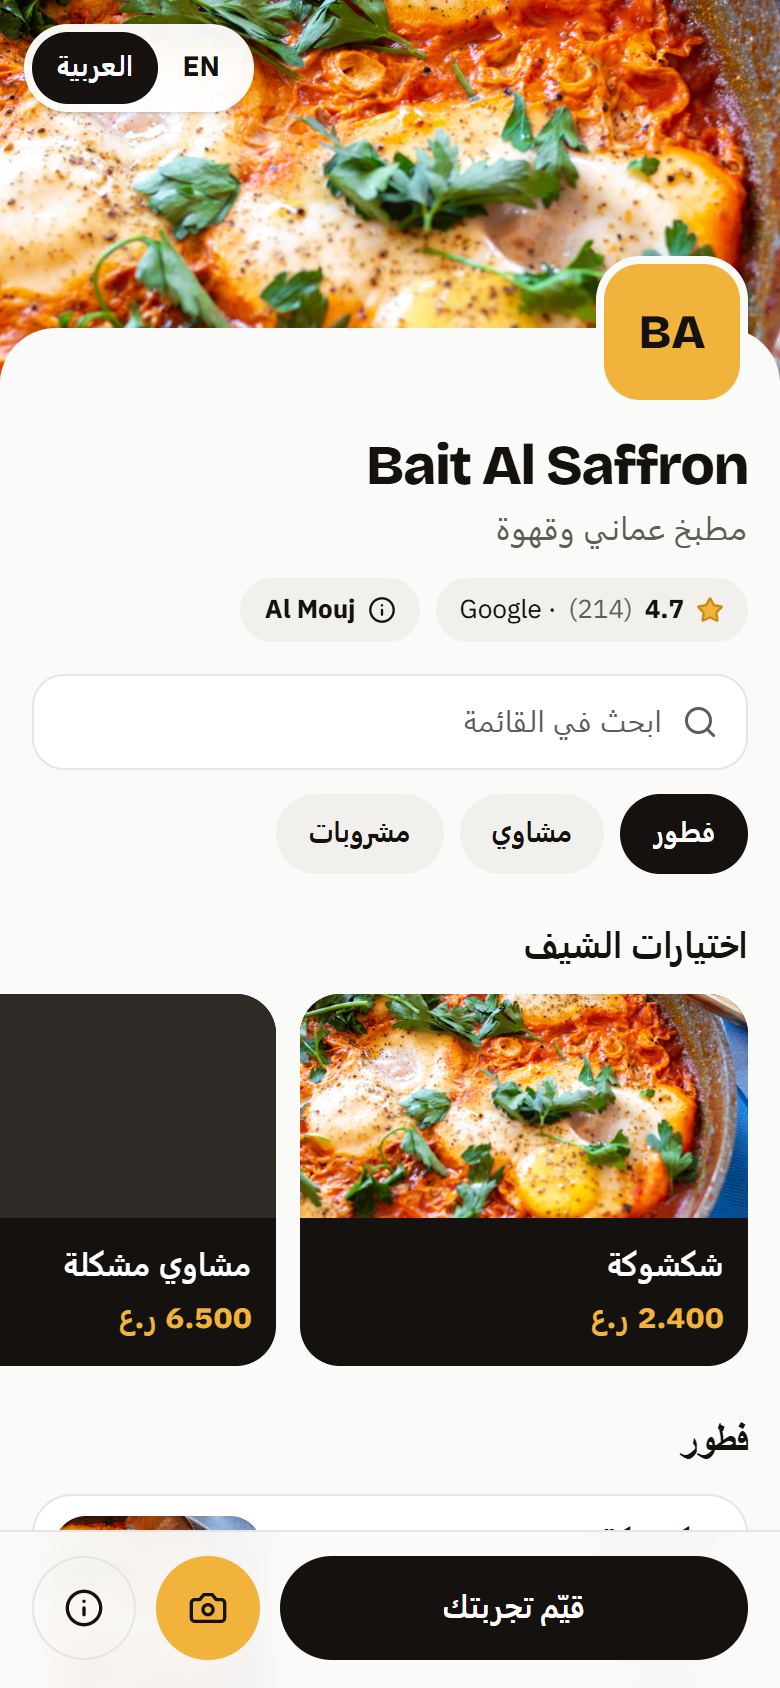 العربية
EN
BA
Bait Al Saffron
مطبخ عماني وقهوة
4.7 (214) · Google
Al Mouj
ابحث في القائمة
فطور
مشاوي
مشروبات
اختيارات الشيف
شكشوكة
2.400 ر.ع
مشاوي مشكلة
6.500 ر.ع
فطور
قيّم تجربتك